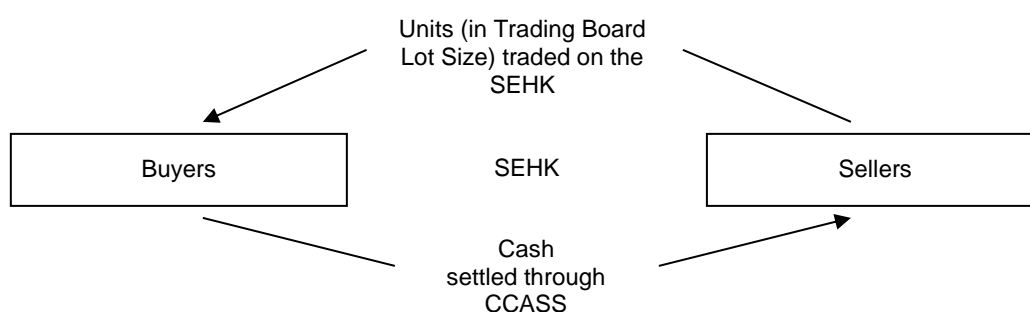 Units (in Trading Board
Lot Size) traded on the
SEHK
Buyers
SEHK
Sellers
Cash
settled through
CCASS